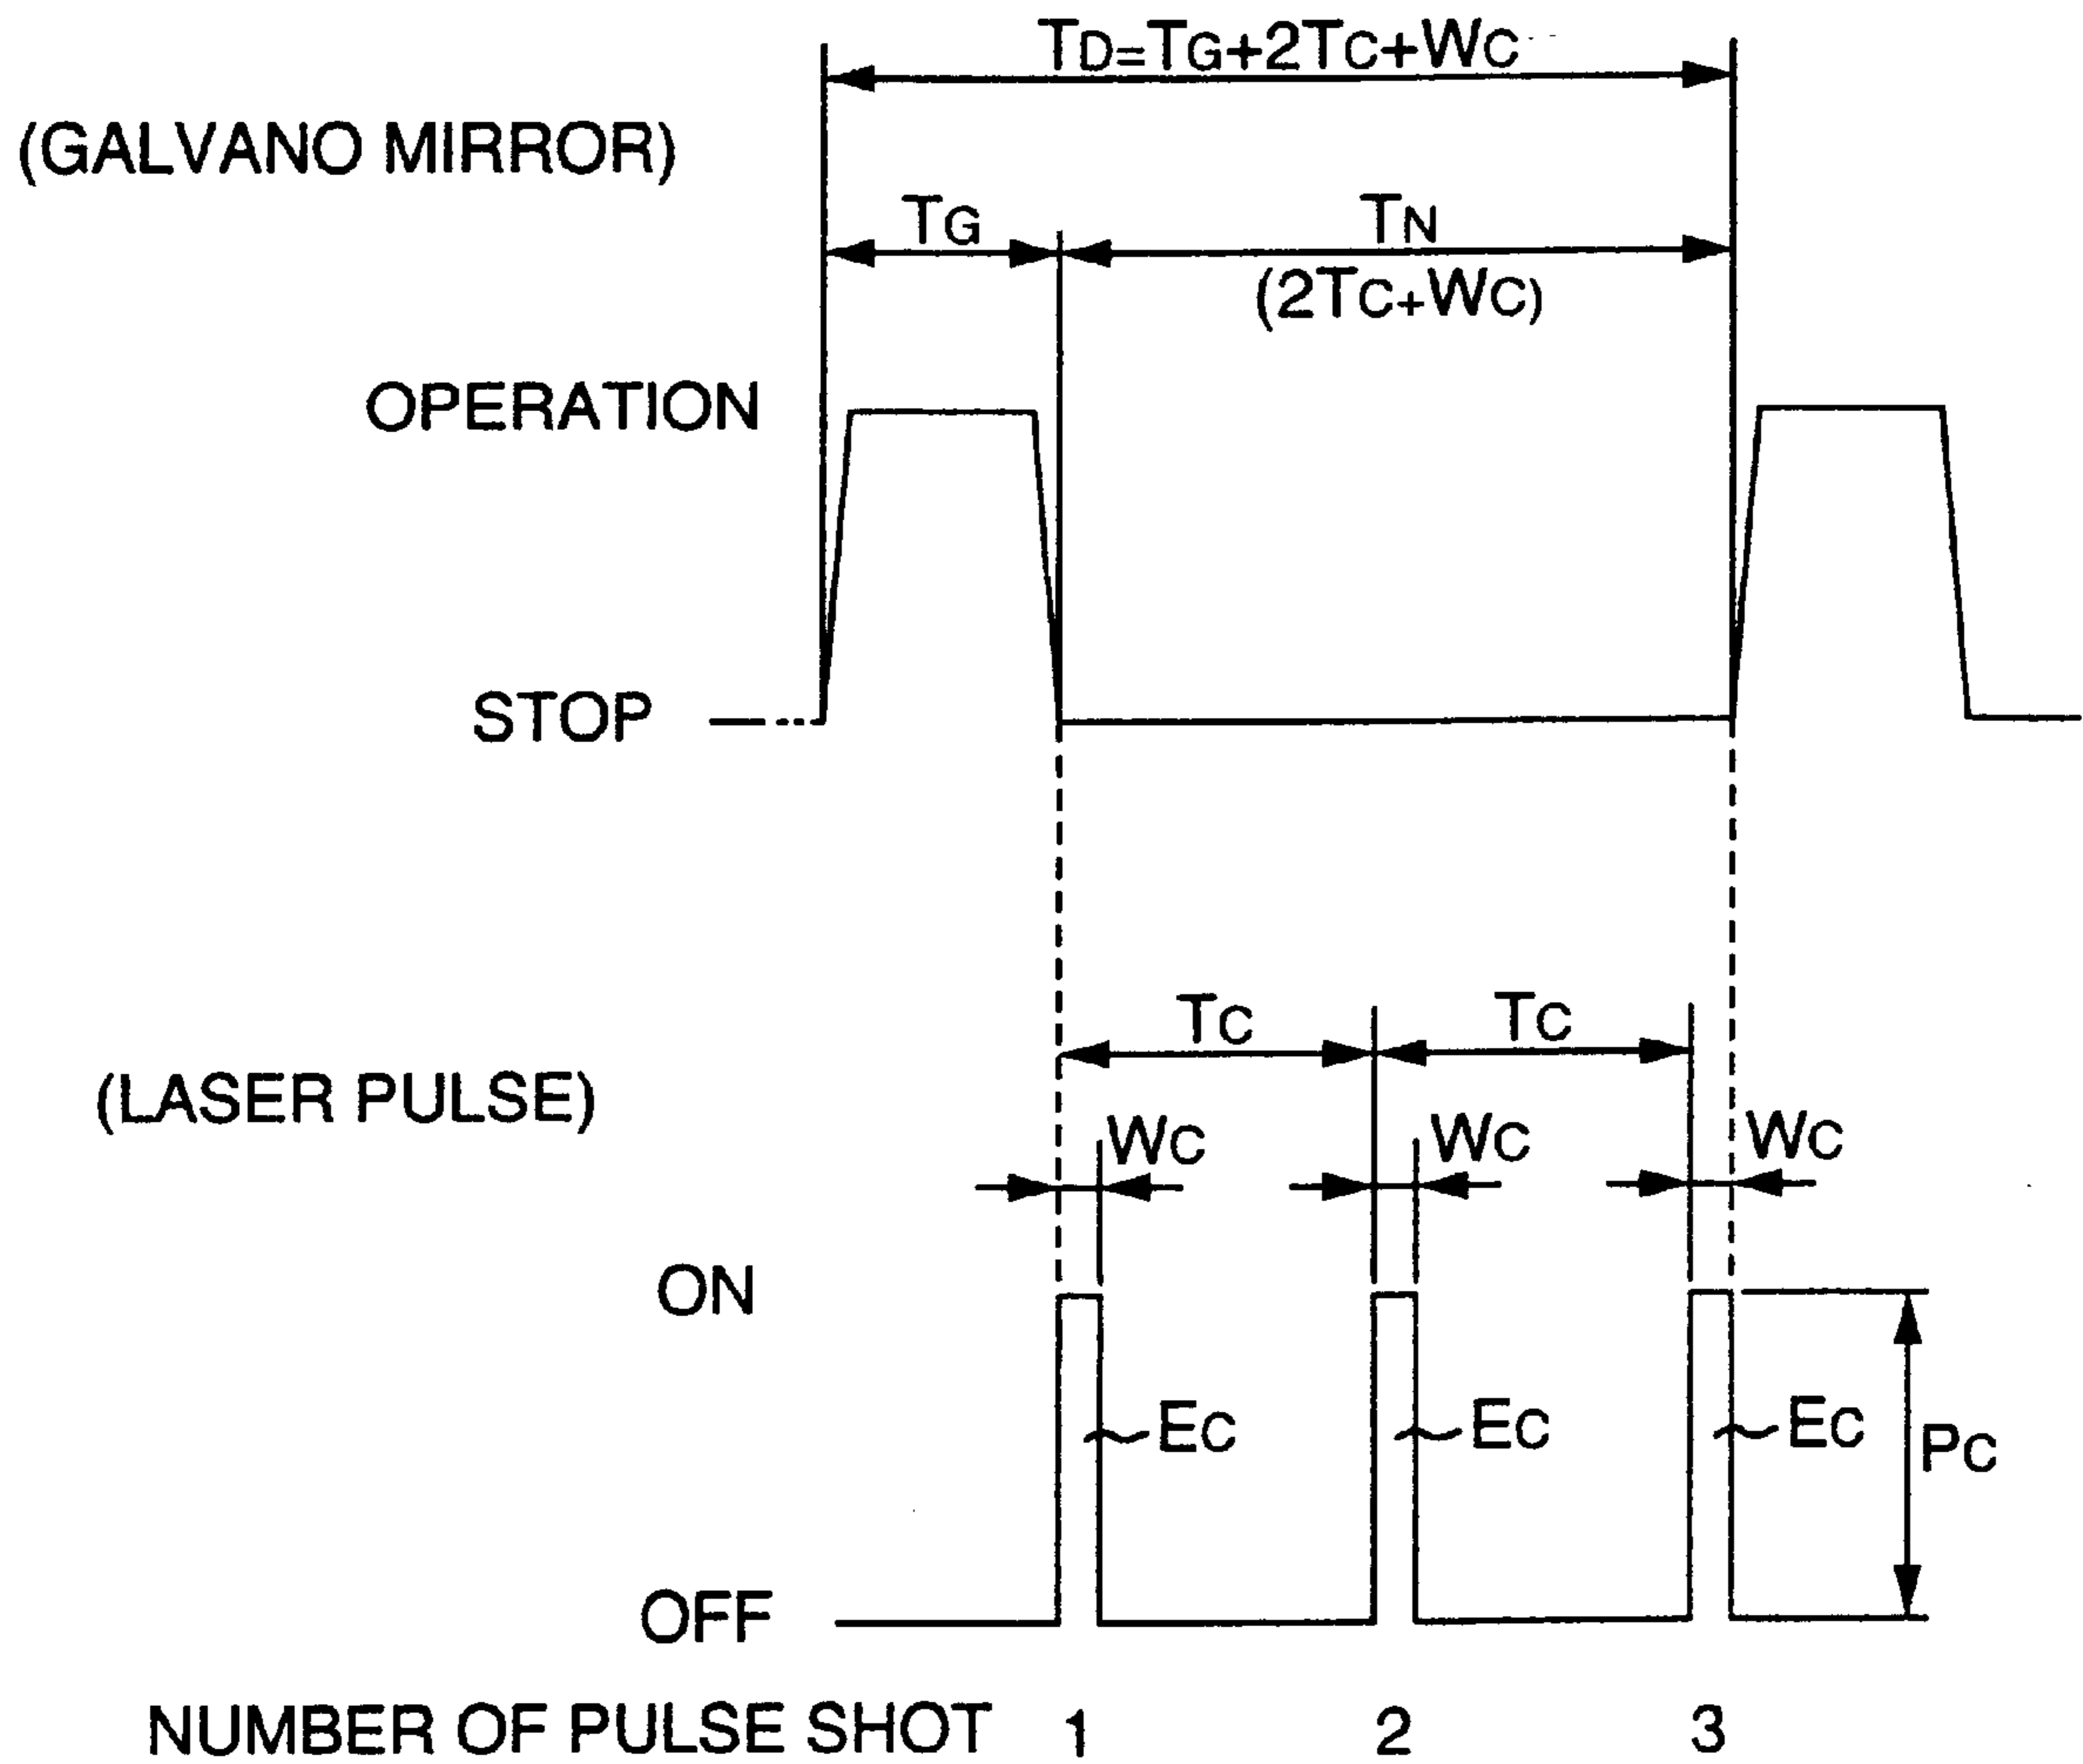 TD=TG+2TC+WC
(GALVANO MIRROR)
TG
TN
(2TC+WC)
OPERATION
STOP
TC
TC
(LASER PULSE)
WC
WC
WC
ON
EC
EC
EC
PC
OFF
NUMBER OF PULSE SHOT 1 2 3